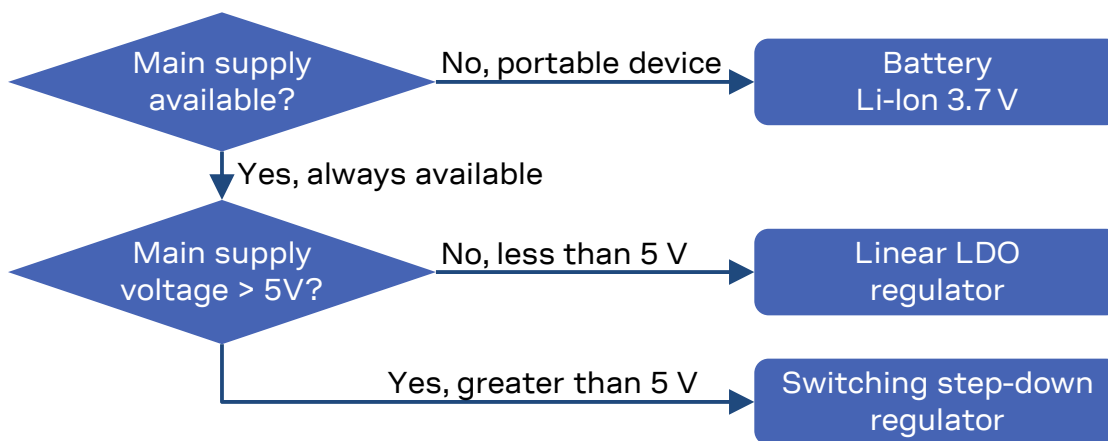 Main supply
available?
No, portable device
Battery
Li-Ion 3.7 V
Yes, always available
Main supply
voltage > 5V?
No, less than 5 V
Linear LDO
regulator
Yes, greater than 5 V
Switching step-down
regulator